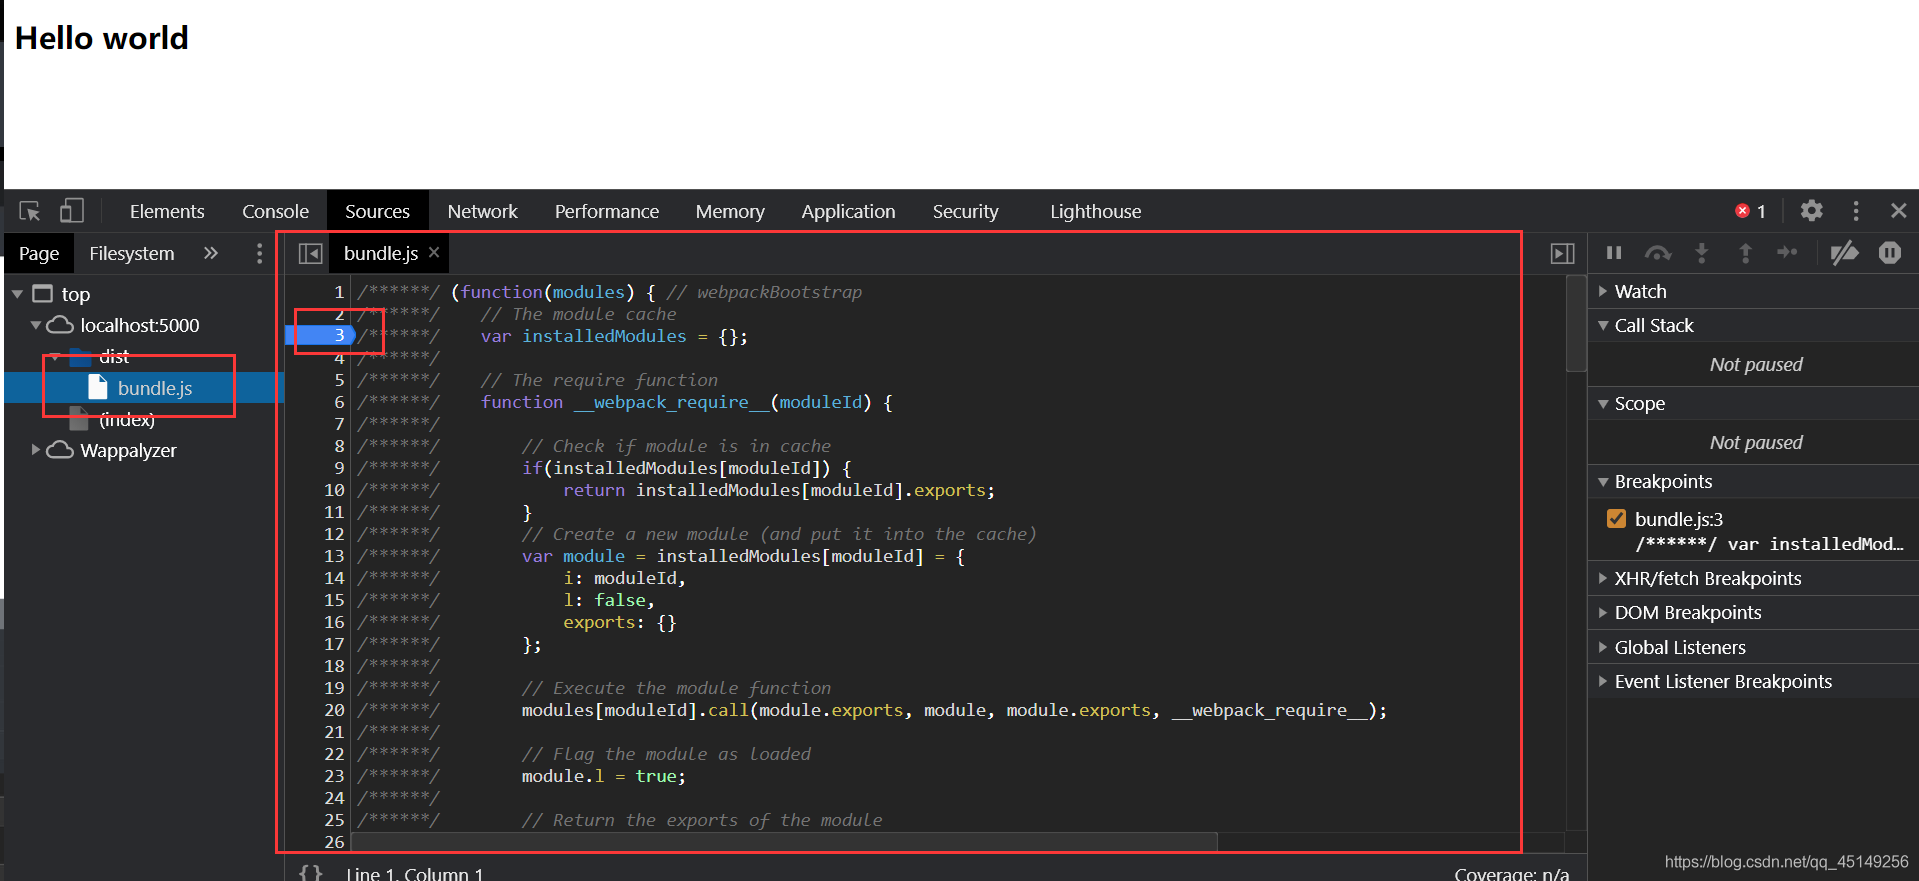 Hello world
Elements Console Sources Network Performance Memory Application Security Lighthouse 1
Page Filesystem
top
localhost:5000
dist
bundle.js
(index)
Wappalyzer
bundle.js
1 /******/ (function(modules) { // webpackBootstrap
2 /******/ // The module cache
3 /******/ var installedModules = {};
4 /******/
5 /******/ // The require function
6 /******/ function __webpack_require__(moduleId) {
7 /******/
8 /******/ // Check if module is in cache
9 /******/ if(installedModules[moduleId]) {
10 /******/ return installedModules[moduleId].exports;
11 /******/ }
12 /******/ // Create a new module (and put it into the cache)
13 /******/ var module = installedModules[moduleId] = {
14 /******/ i: moduleId,
15 /******/ l: false,
16 /******/ exports: {}
17 /******/ };
18 /******/
19 /******/ // Execute the module function
20 /******/ modules[moduleId].call(module.exports, module, module.exports, __webpack_require__);
21 /******/
22 /******/ // Flag the module as loaded
23 /******/ module.l = true;
24 /******/
25 /******/ // Return the exports of the module
26
{} Line 1, Column 1
Coverage: n/a
Watch
Call Stack
Not paused
Scope
Not paused
Breakpoints
bundle.js:3
/******/ var installedMod…
XHR/fetch Breakpoints
DOM Breakpoints
Global Listeners
Event Listener Breakpoints
https://blog.csdn.net/qq_45149256